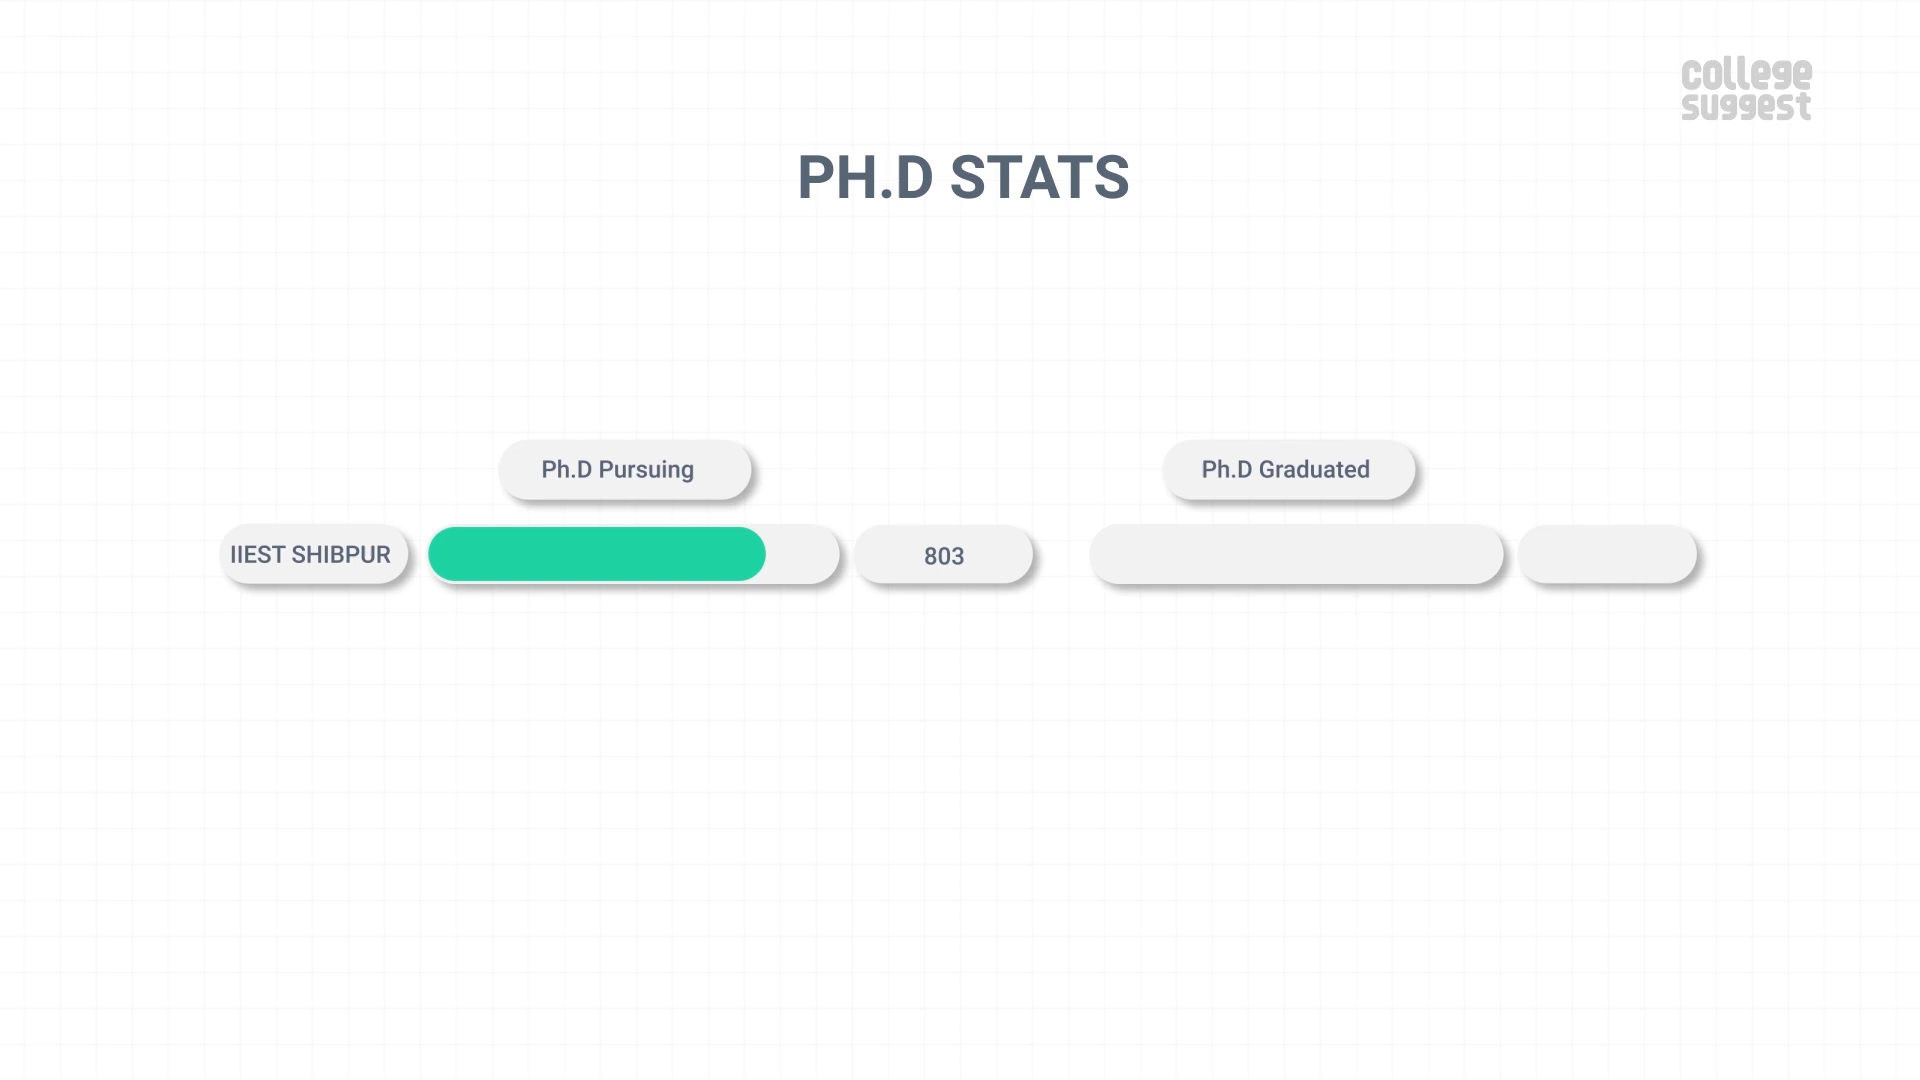 college
suggest
PH.D STATS
Ph.D Pursuing
Ph.D Graduated
IIEST SHIBPUR
803